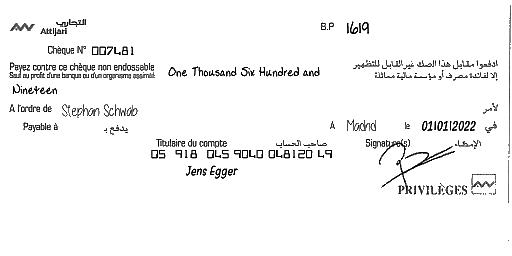 التجاري
Attijari
B.P 1619
Chèque N° 007481
Payez contre ce chèque non endossable
ادفعوا مقابل هذا الصك غير القابل للتظهير
Sauf au profit d'une banque ou d'un organisme assimilé
إلا لفائدة مصرف أو مؤسسة مالية مماثلة
One Thousand Six Hundred and
Nineteen
A l'ordre de Stephan Schwab لأمر
Payable à يدفع بـ A Madrid le 01/01/2022 في
Titulaire du compte صاحب الحساب Signature(s) الإمضاء
05 918 045 9040 048120 49
Jens Egger
PRIVILÈGES